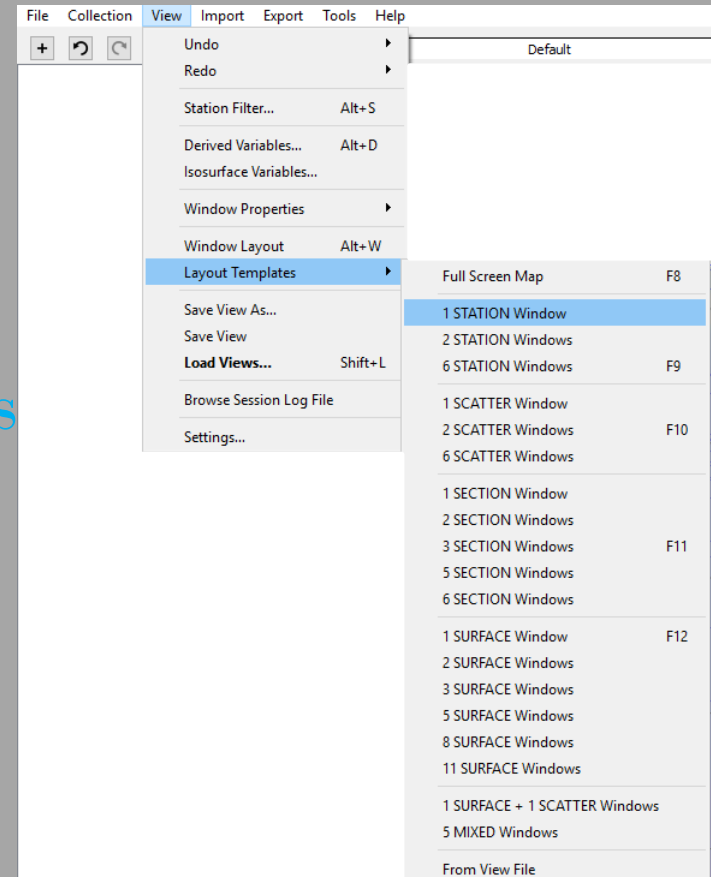 File Collection View Import Export Tools Help
+ Default
Undo
Redo
Station Filter... Alt+S
Derived Variables... Alt+D
Isosurface Variables...
Window Properties
Window Layout Alt+W
Layout Templates
Save View As...
Save View
Load Views... Shift+L
Browse Session Log File
Settings...
Full Screen Map F8
1 STATION Window
2 STATION Windows
6 STATION Windows F9
1 SCATTER Window
2 SCATTER Windows F10
6 SCATTER Windows
1 SECTION Window
2 SECTION Windows
3 SECTION Windows F11
5 SECTION Windows
6 SECTION Windows
1 SURFACE Window F12
2 SURFACE Windows
3 SURFACE Windows
5 SURFACE Windows
8 SURFACE Windows
11 SURFACE Windows
1 SURFACE + 1 SCATTER Windows
5 MIXED Windows
From View File
s